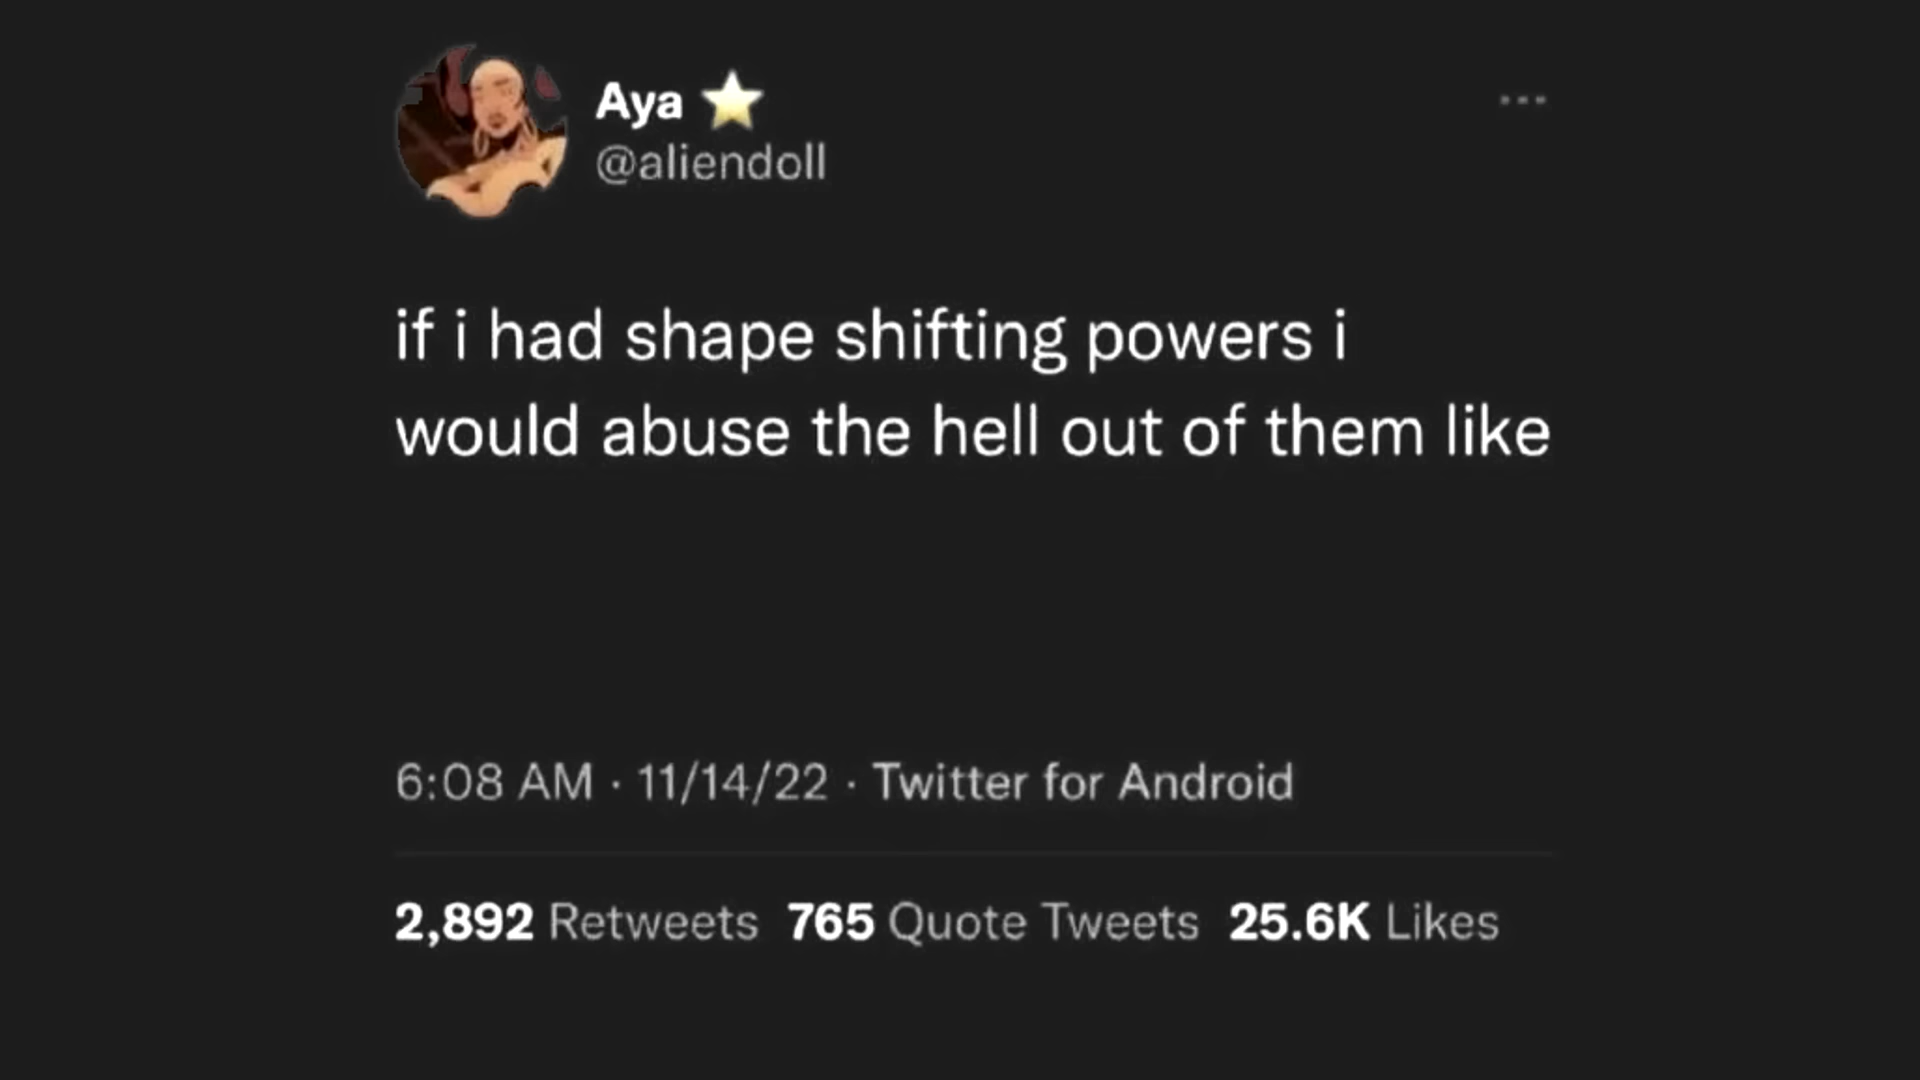 Aya ⭐
@aliendoll
if i had shape shifting powers i
would abuse the hell out of them like
6:08 AM · 11/14/22 · Twitter for Android
2,892 Retweets 765 Quote Tweets 25.6K Likes